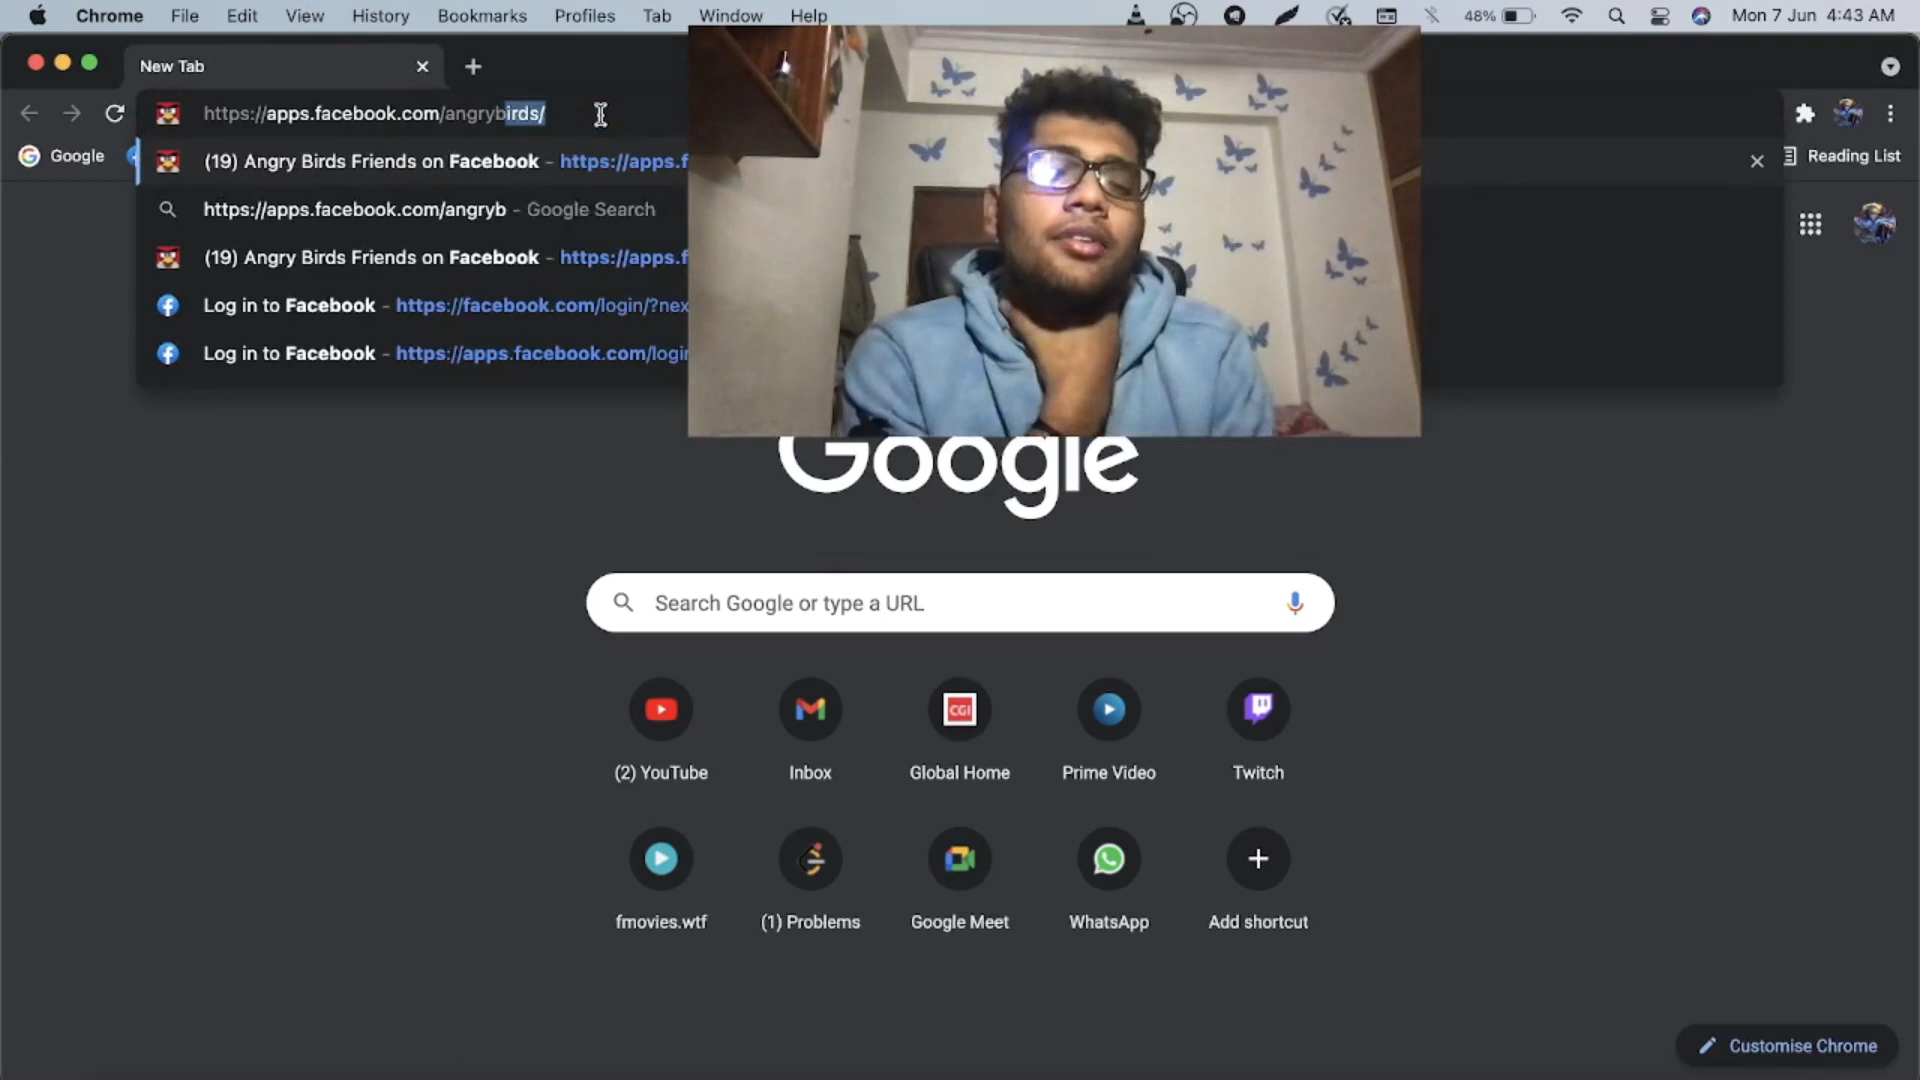 Chrome File Edit View History Bookmarks Profiles Tab Window Help 48% Mon 7 Jun 4:43 AM
New Tab
https://apps.facebook.com/angrybirds/
Google Reading List
(19) Angry Birds Friends on Facebook – https://apps.f
https://apps.facebook.com/angryb – Google Search
(19) Angry Birds Friends on Facebook – https://apps.f
Log in to Facebook – https://facebook.com/login/?nex
Log in to Facebook – https://apps.facebook.com/login
Google
Search Google or type a URL
CGI
(2) YouTube Inbox Global Home Prime Video Twitch
fmovies.wtf (1) Problems Google Meet WhatsApp Add shortcut
Customise Chrome